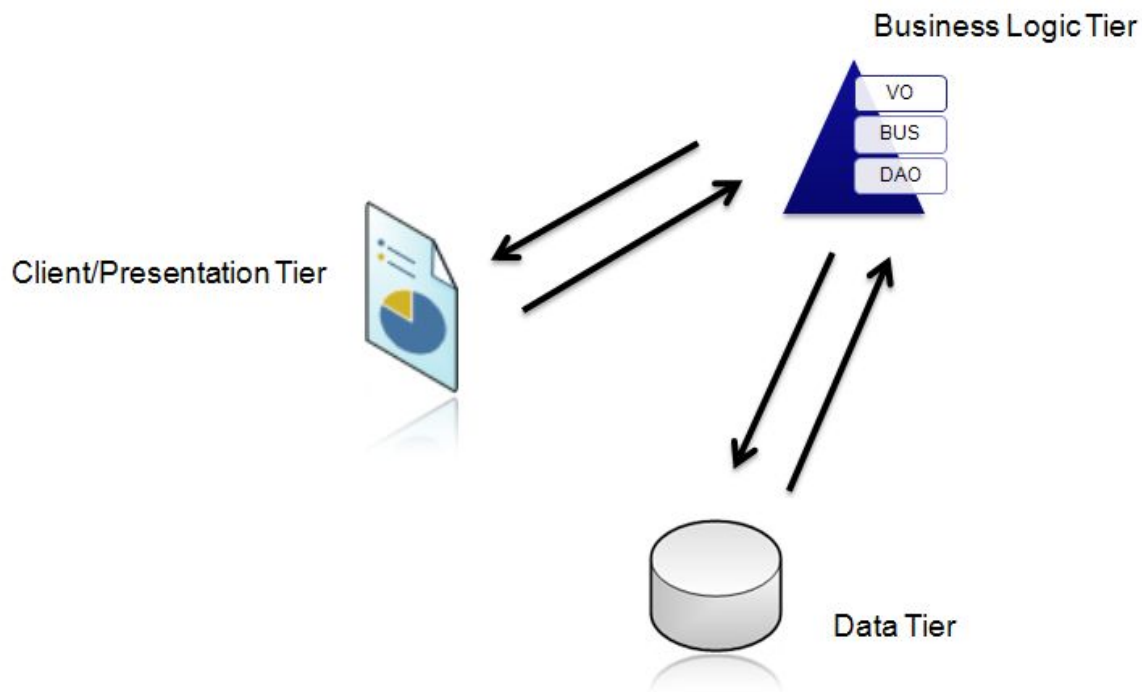 Business Logic Tier
VO
BUS
DAO
Client/Presentation Tier
Data Tier